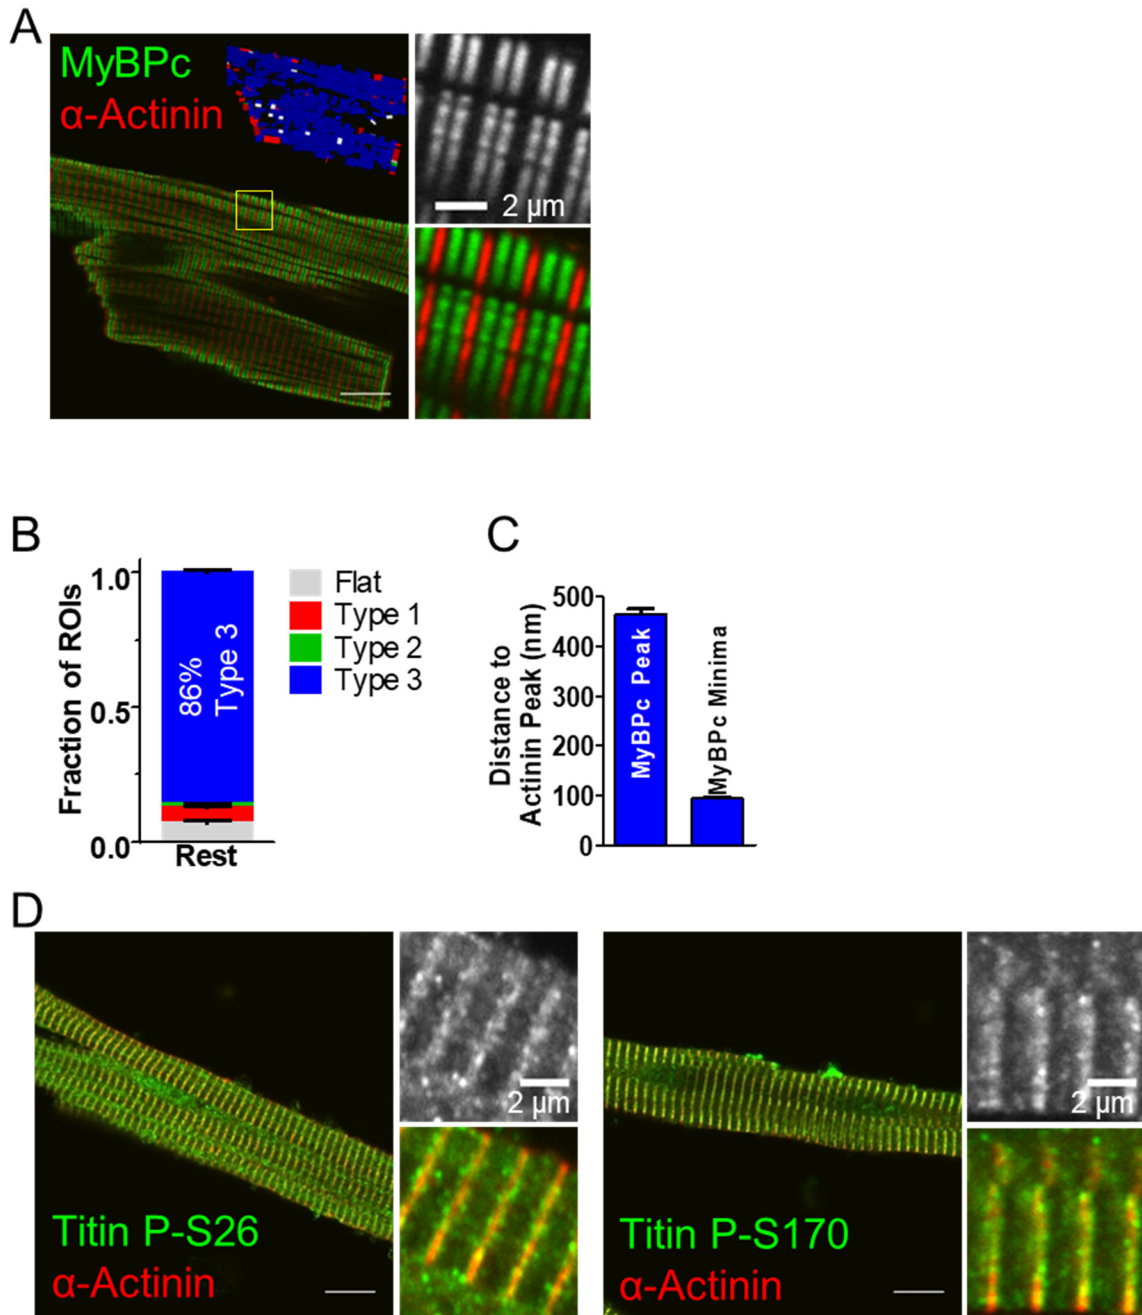 A
MyBPc
α-Actinin
2 µm
B
Fraction of ROIs
1.0
0.5
0.0
86%
Type 3
Rest
Flat
Type 1
Type 2
Type 3
C
Distance to
Actinin Peak (nm)
500
400
300
200
100
0
MyBPc Peak
MyBPc Minima
D
Titin P-S26
α-Actinin
2 µm
Titin P-S170
α-Actinin
2 µm